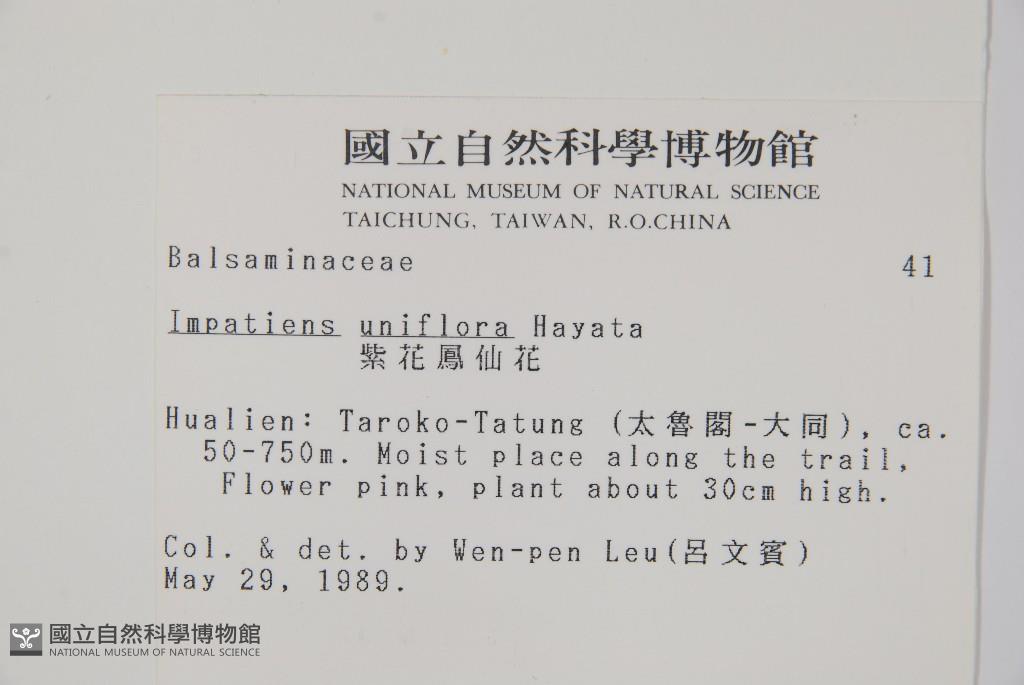 國立自然科學博物館
NATIONAL MUSEUM OF NATURAL SCIENCE
TAICHUNG, TAIWAN, R.O.CHINA
Balsaminaceae 41
Impatiens uniflora Hayata
紫花鳳仙花
Hualien: Taroko-Tatung (太魯閣-大同), ca.
50-750m. Moist place along the trail,
Flower pink, plant about 30cm high.
Col. & det. by Wen-pen Leu(呂文賓)
May 29, 1989.
國立自然科學博物館
NATIONAL MUSEUM OF NATURAL SCIENCE